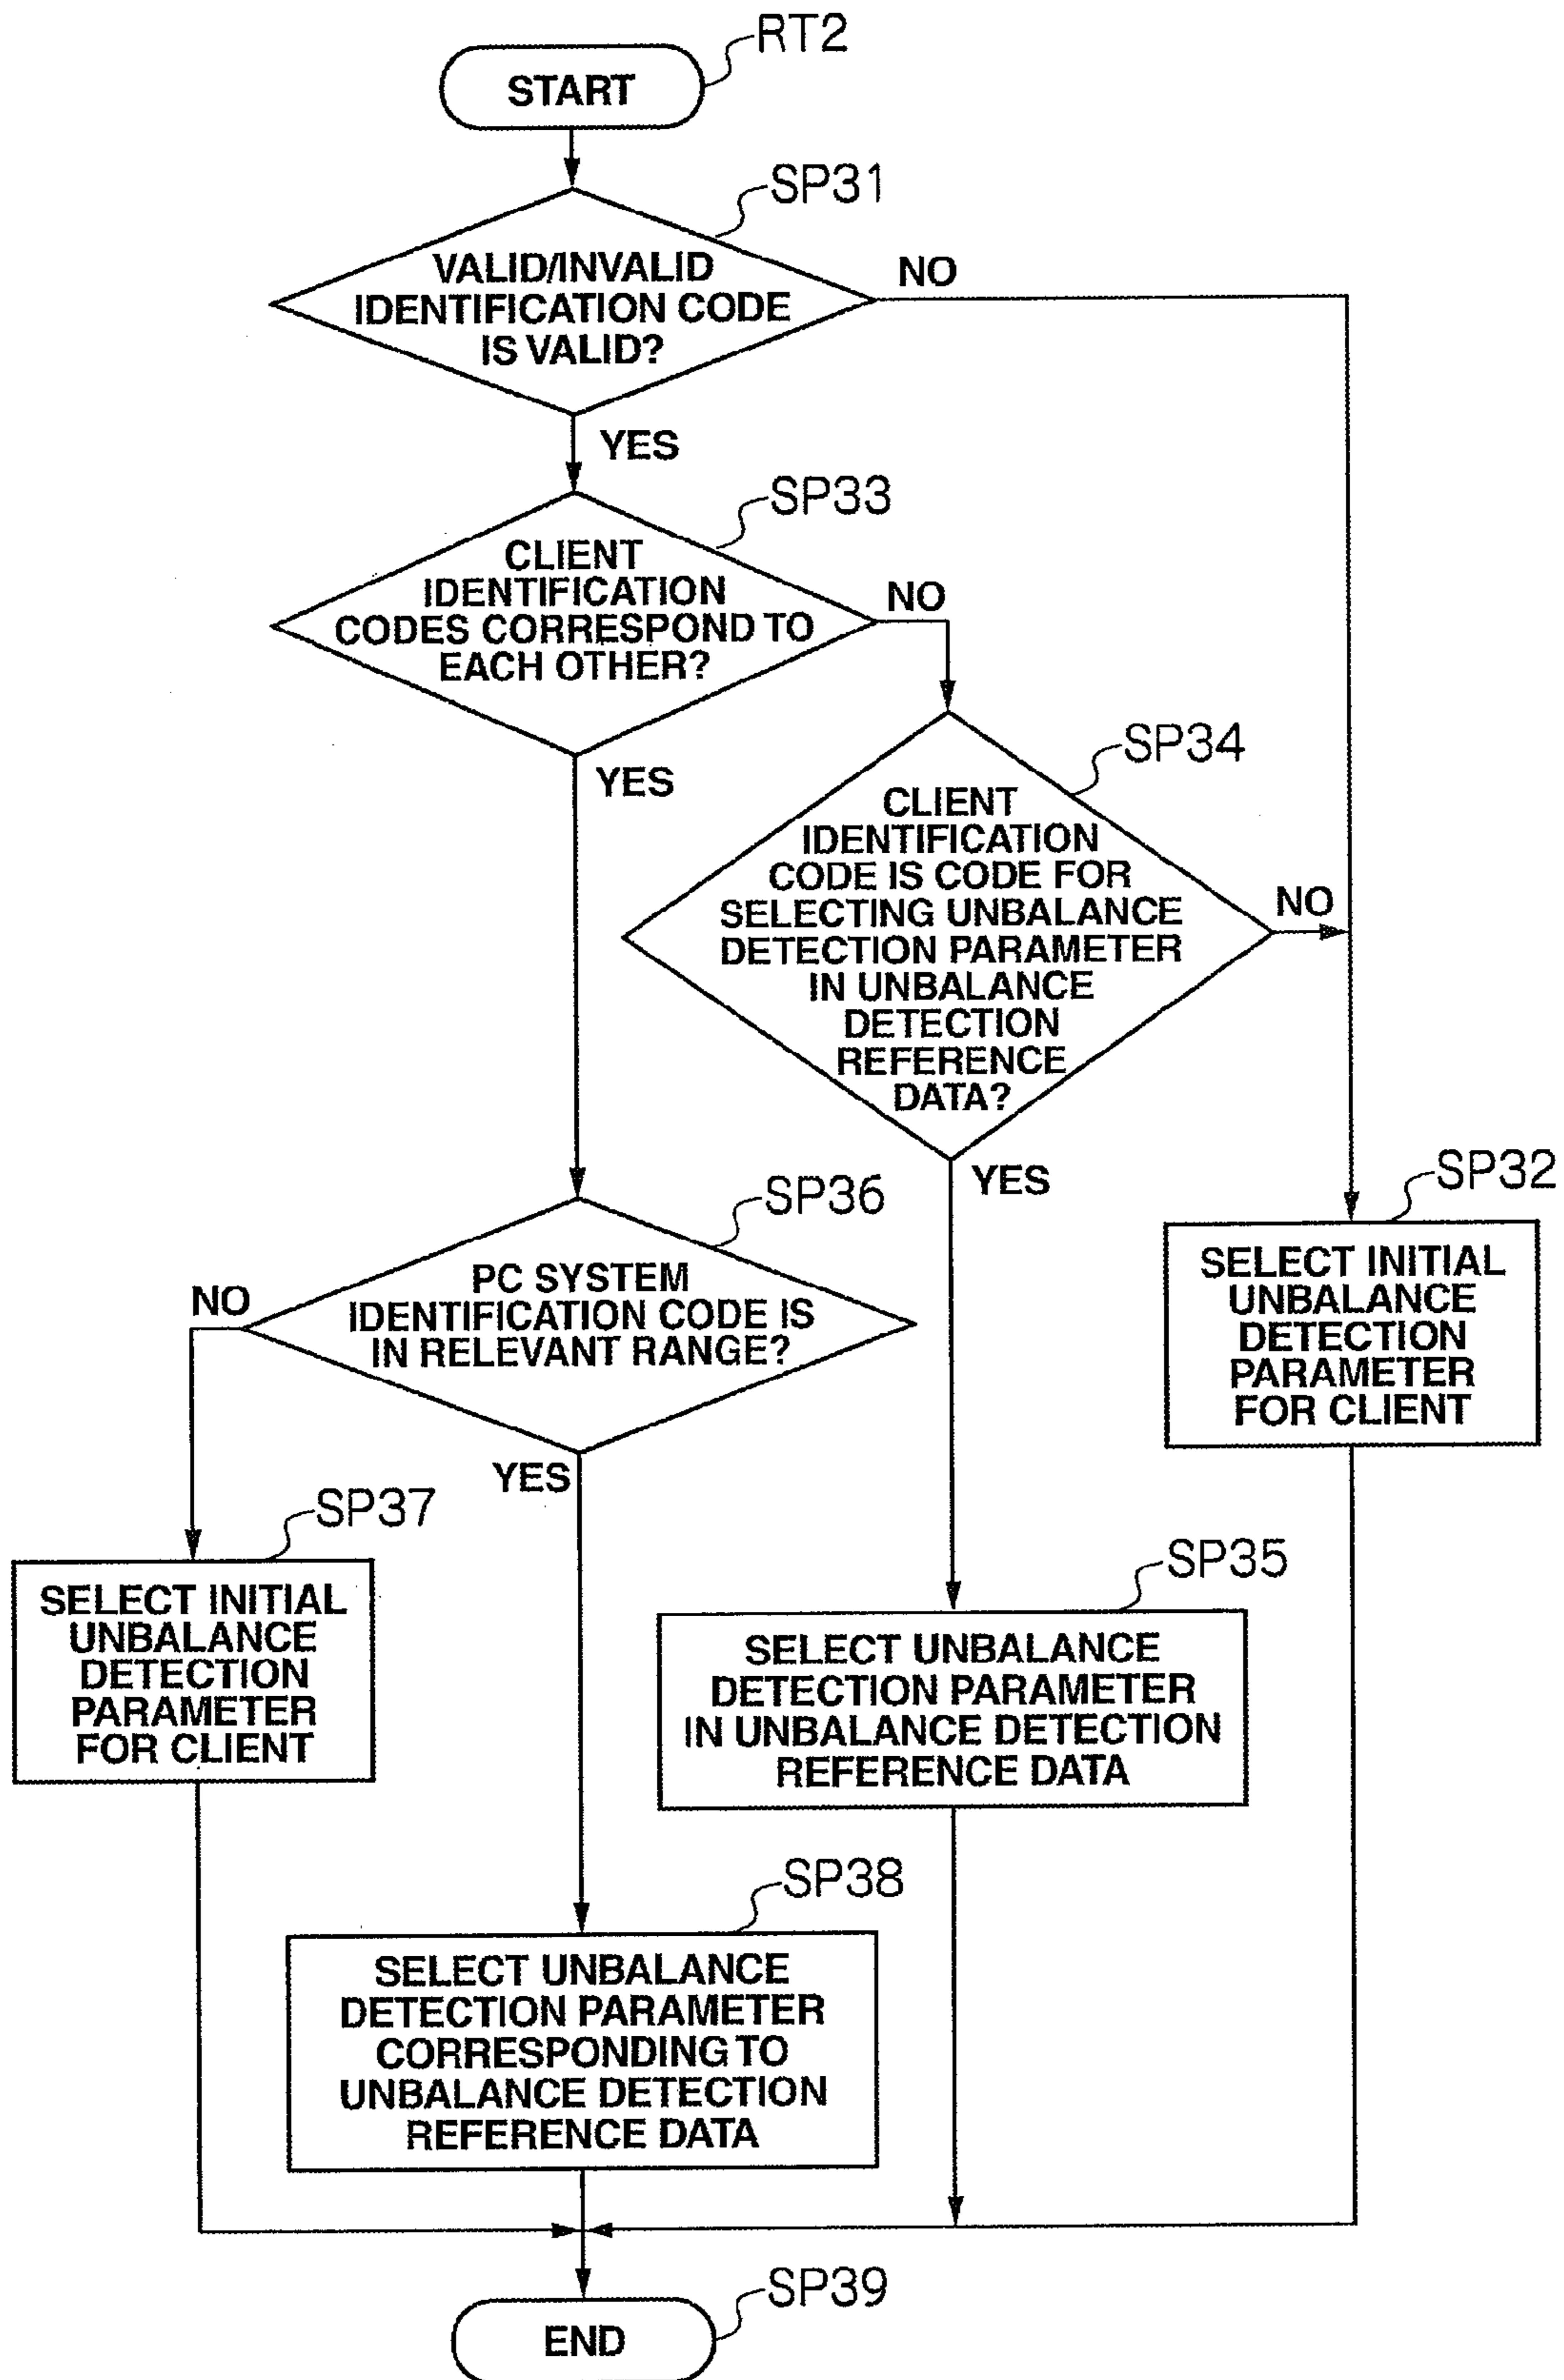 RT2
START
SP31
VALID/INVALID
IDENTIFICATION CODE
IS VALID?
NO
YES
SP33
CLIENT
IDENTIFICATION
CODES CORRESPOND TO
EACH OTHER?
NO
YES
SP34
CLIENT
IDENTIFICATION
CODE IS CODE FOR
SELECTING UNBALANCE
DETECTION PARAMETER
IN UNBALANCE
DETECTION
REFERENCE
DATA?
NO
YES
SP32
SELECT INITIAL
UNBALANCE
DETECTION
PARAMETER
FOR CLIENT
SP36
PC SYSTEM
IDENTIFICATION CODE IS
IN RELEVANT RANGE?
NO
YES
SP37
SELECT INITIAL
UNBALANCE
DETECTION
PARAMETER
FOR CLIENT
SP35
SELECT UNBALANCE
DETECTION PARAMETER
IN UNBALANCE DETECTION
REFERENCE DATA
SP38
SELECT UNBALANCE
DETECTION PARAMETER
CORRESPONDING TO
UNBALANCE DETECTION
REFERENCE DATA
SP39
END